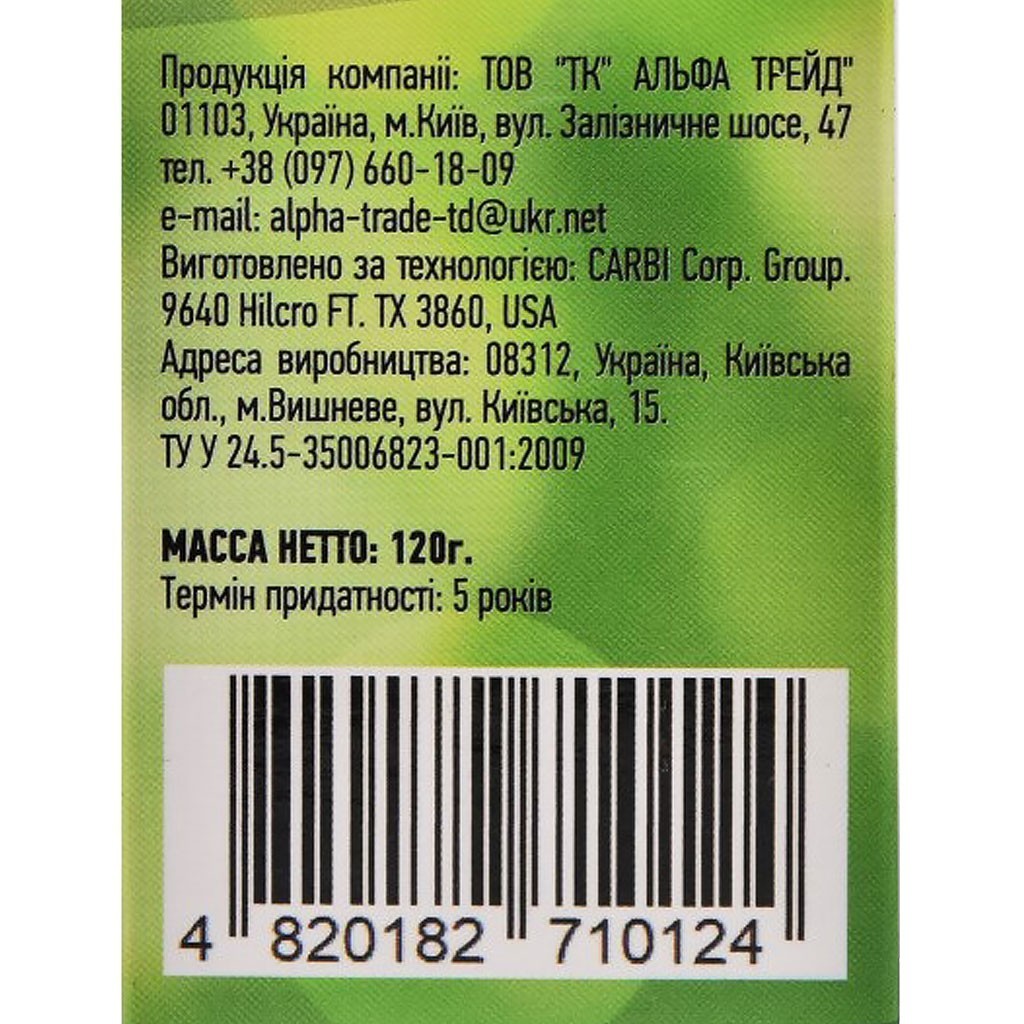 Продукція компаніі: ТОВ "ТК" АЛЬФА ТРЕЙД"
01103, Україна, м.Київ, вул. Залізничне шосе, 47
тел. +38 (097) 660-18-09
e-mail: alpha-trade-td@ukr.net
Виготовлено за технологією: CARBI Corp. Group.
9640 Hilcro FT. TX 3860, USA
Адреса виробництва: 08312, Україна, Київська
обл., м.Вишневе, вул. Київська, 15.
ТУ У 24.5-35006823-001:2009
МАССА НЕТТО: 120г.
Термін придатності: 5 років
4 820182 710124